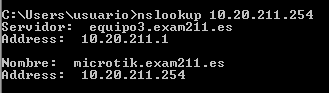 C:\Users\usuario>nslookup 10.20.211.254
Servidor:  equipo3.exam211.es
Address:  10.20.211.1

Nombre:  microtik.exam211.es
Address:  10.20.211.254